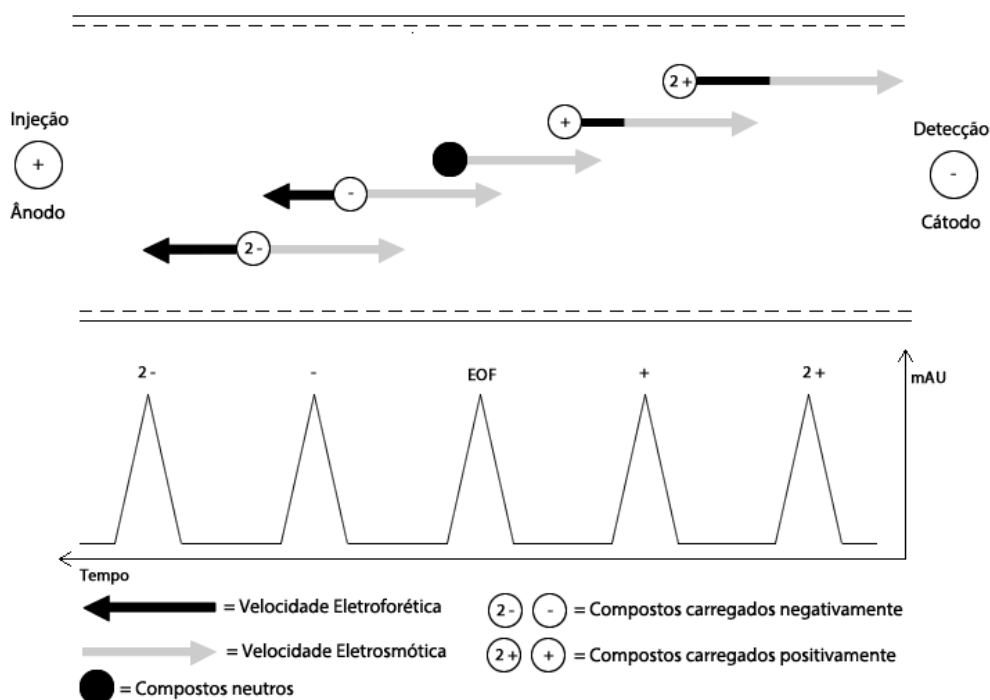 2 +
Injeção
+
Detecção
+
-
-
Ânodo
Cátodo
2 -
2 -
-
EOF
+
2 +
mAU
Tempo
= Velocidade Eletroforética
2 - - = Compostos carregados negativamente
= Velocidade Eletrosmótica
2 + + = Compostos carregados positivamente
= Compostos neutros